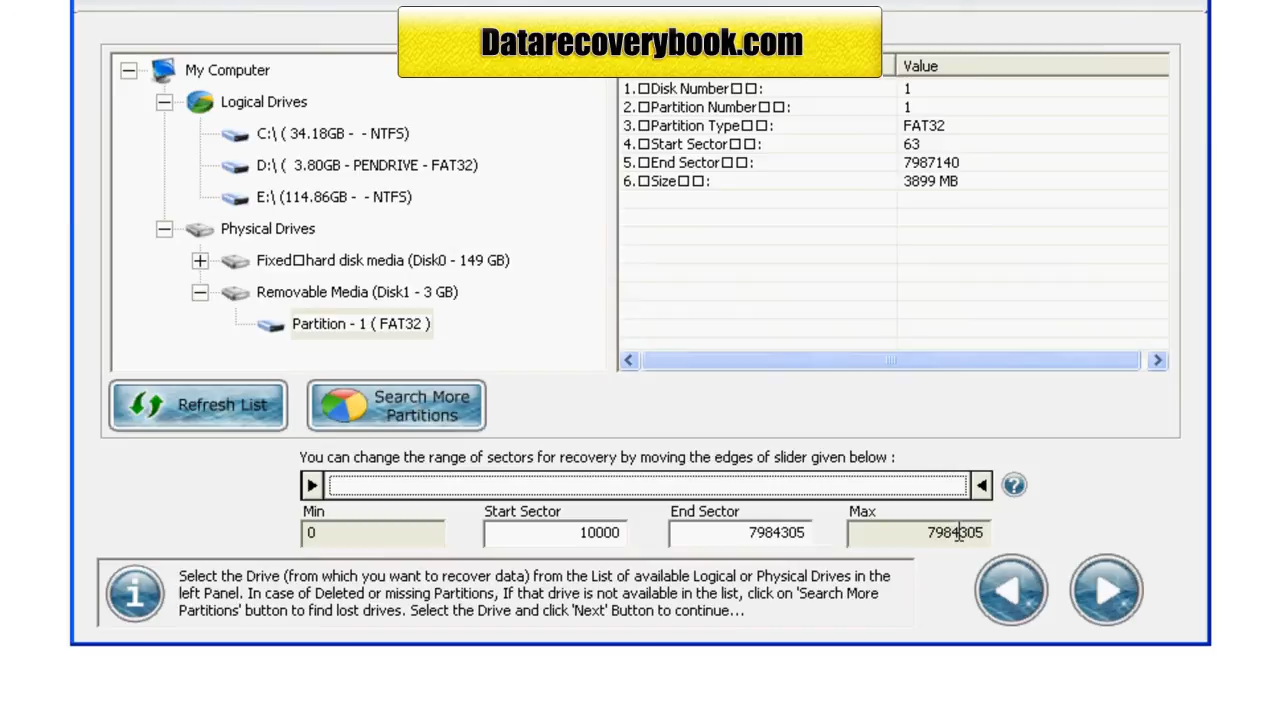 Datarecoverybook.com
My Computer
Logical Drives
C:\ ( 34.18GB -  - NTFS)
D:\ (  3.80GB - PENDRIVE - FAT32)
E:\ (114.86GB -  - NTFS)
Physical Drives
Fixed□hard disk media (Disk0 - 149 GB)
Removable Media (Disk1 - 3 GB)
Partition - 1 ( FAT32 )
Value
1.□Disk Number□□: 1
2.□Partition Number□□: 1
3.□Partition Type□□: FAT32
4.□Start Sector□□: 63
5.□End Sector□□: 7987140
6.□Size□□: 3899 MB
Refresh List
Search More
Partitions
You can change the range of sectors for recovery by moving the edges of slider given below :
Min Start Sector End Sector Max
0 10000 7984305 7984305
Select the Drive (from which you want to recover data) from the List of available Logical or Physical Drives in the
left Panel. In case of Deleted or missing Partitions, If that drive is not available in the list, click on 'Search More
Partitions' button to find lost drives. Select the Drive and click 'Next' Button to continue...